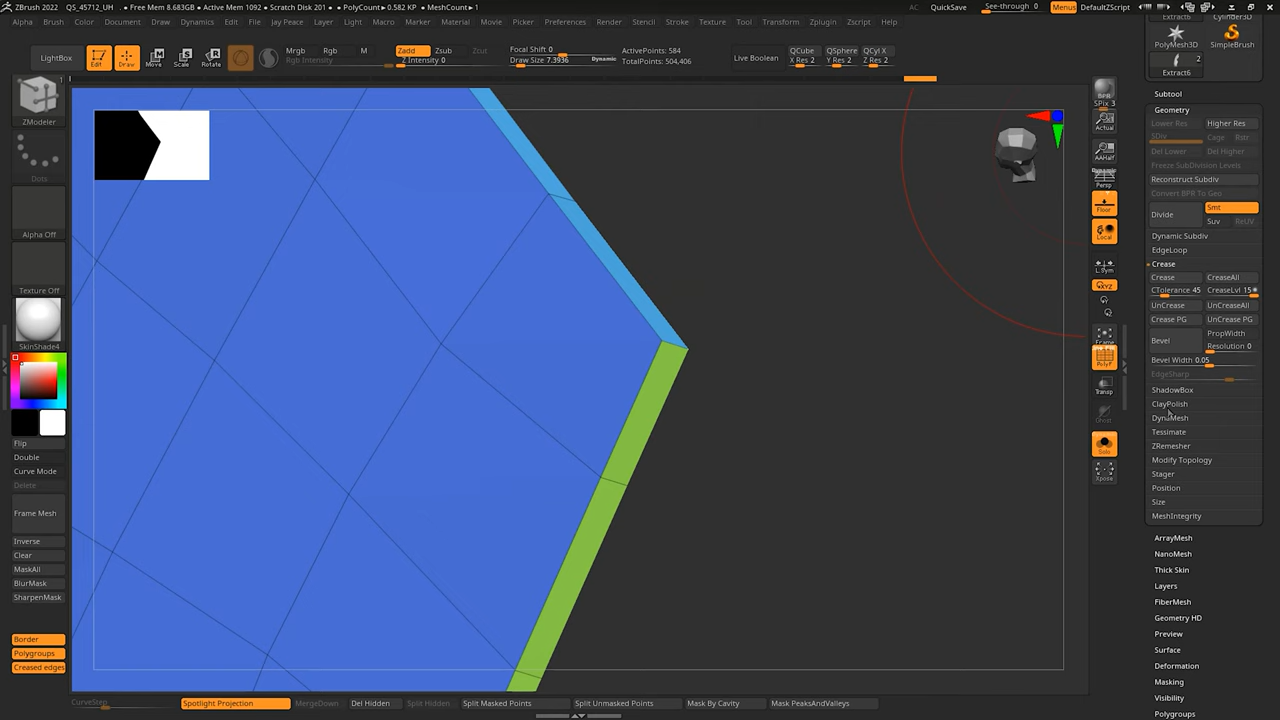 ZBrush 2022 QS_45712_UH . • Free Mem 8.683GB • Active Mem 1092 • Scratch Disk 201 • PolyCount• 0.582 KP • MeshCount• 1
AC QuickSave See-through 0 Menus DefaultZScript
Alpha Brush Color Document Draw Dynamics Edit File Jay Peace Layer Light Macro Marker Material Movie Picker Preferences Render Stencil Stroke Texture Tool Transform Zplugin Zscript Help
LightBox
Edit
Draw
Move
Scale
Rotate
Mrgb Rgb M
Rgb Intensity
Zadd Zsub Zcut
Z Intensity 0
Focal Shift 0
Draw Size 7.3936 Dynamic
ActivePoints: 584
TotalPoints: 504,406
Live Boolean
QCube QSphere QCyl X
X Res 2 Y Res 2 Z Res 2
ZModeler
Dots
Alpha Off
Texture Off
SkinShade4
Flip
Double
Curve Mode
Delete
Frame Mesh
Inverse
Clear
MaskAll
BlurMask
SharpenMask
Border
Polygroups
Creased edges
BPR
SPix 3
Actual
AAHalf
Dynamic
Persp
Floor
Local
L.Sym
Frame
PolyF
Transp
Ghost
Solo
Xpose
Extract6 Cylinder3D
PolyMesh3D SimpleBrush
2
Extract6
Subtool
Geometry
Lower Res Higher Res
SDiv Cage Rstr
Del Lower Del Higher
Freeze SubDivision Levels
Reconstruct Subdiv
Convert BPR To Geo
Divide Smt
Suv ReUV
Dynamic Subdiv
EdgeLoop
Crease
Crease CreaseAll
CTolerance 45 CreaseLvl 15
UnCrease UnCreaseAll
Crease PG UnCrease PG
Bevel PropWidth
Resolution 0
Bevel Width 0.05
EdgeSharp
ShadowBox
ClayPolish
DynaMesh
Tessimate
ZRemesher
Modify Topology
Stager
Position
Size
MeshIntegrity
ArrayMesh
NanoMesh
Thick Skin
Layers
FiberMesh
Geometry HD
Preview
Surface
Deformation
Masking
Visibility
Polygroups
CurveStep Spotlight Projection MergeDown Del Hidden Split Hidden Split Masked Points Split Unmasked Points Mask By Cavity Mask PeaksAndValleys